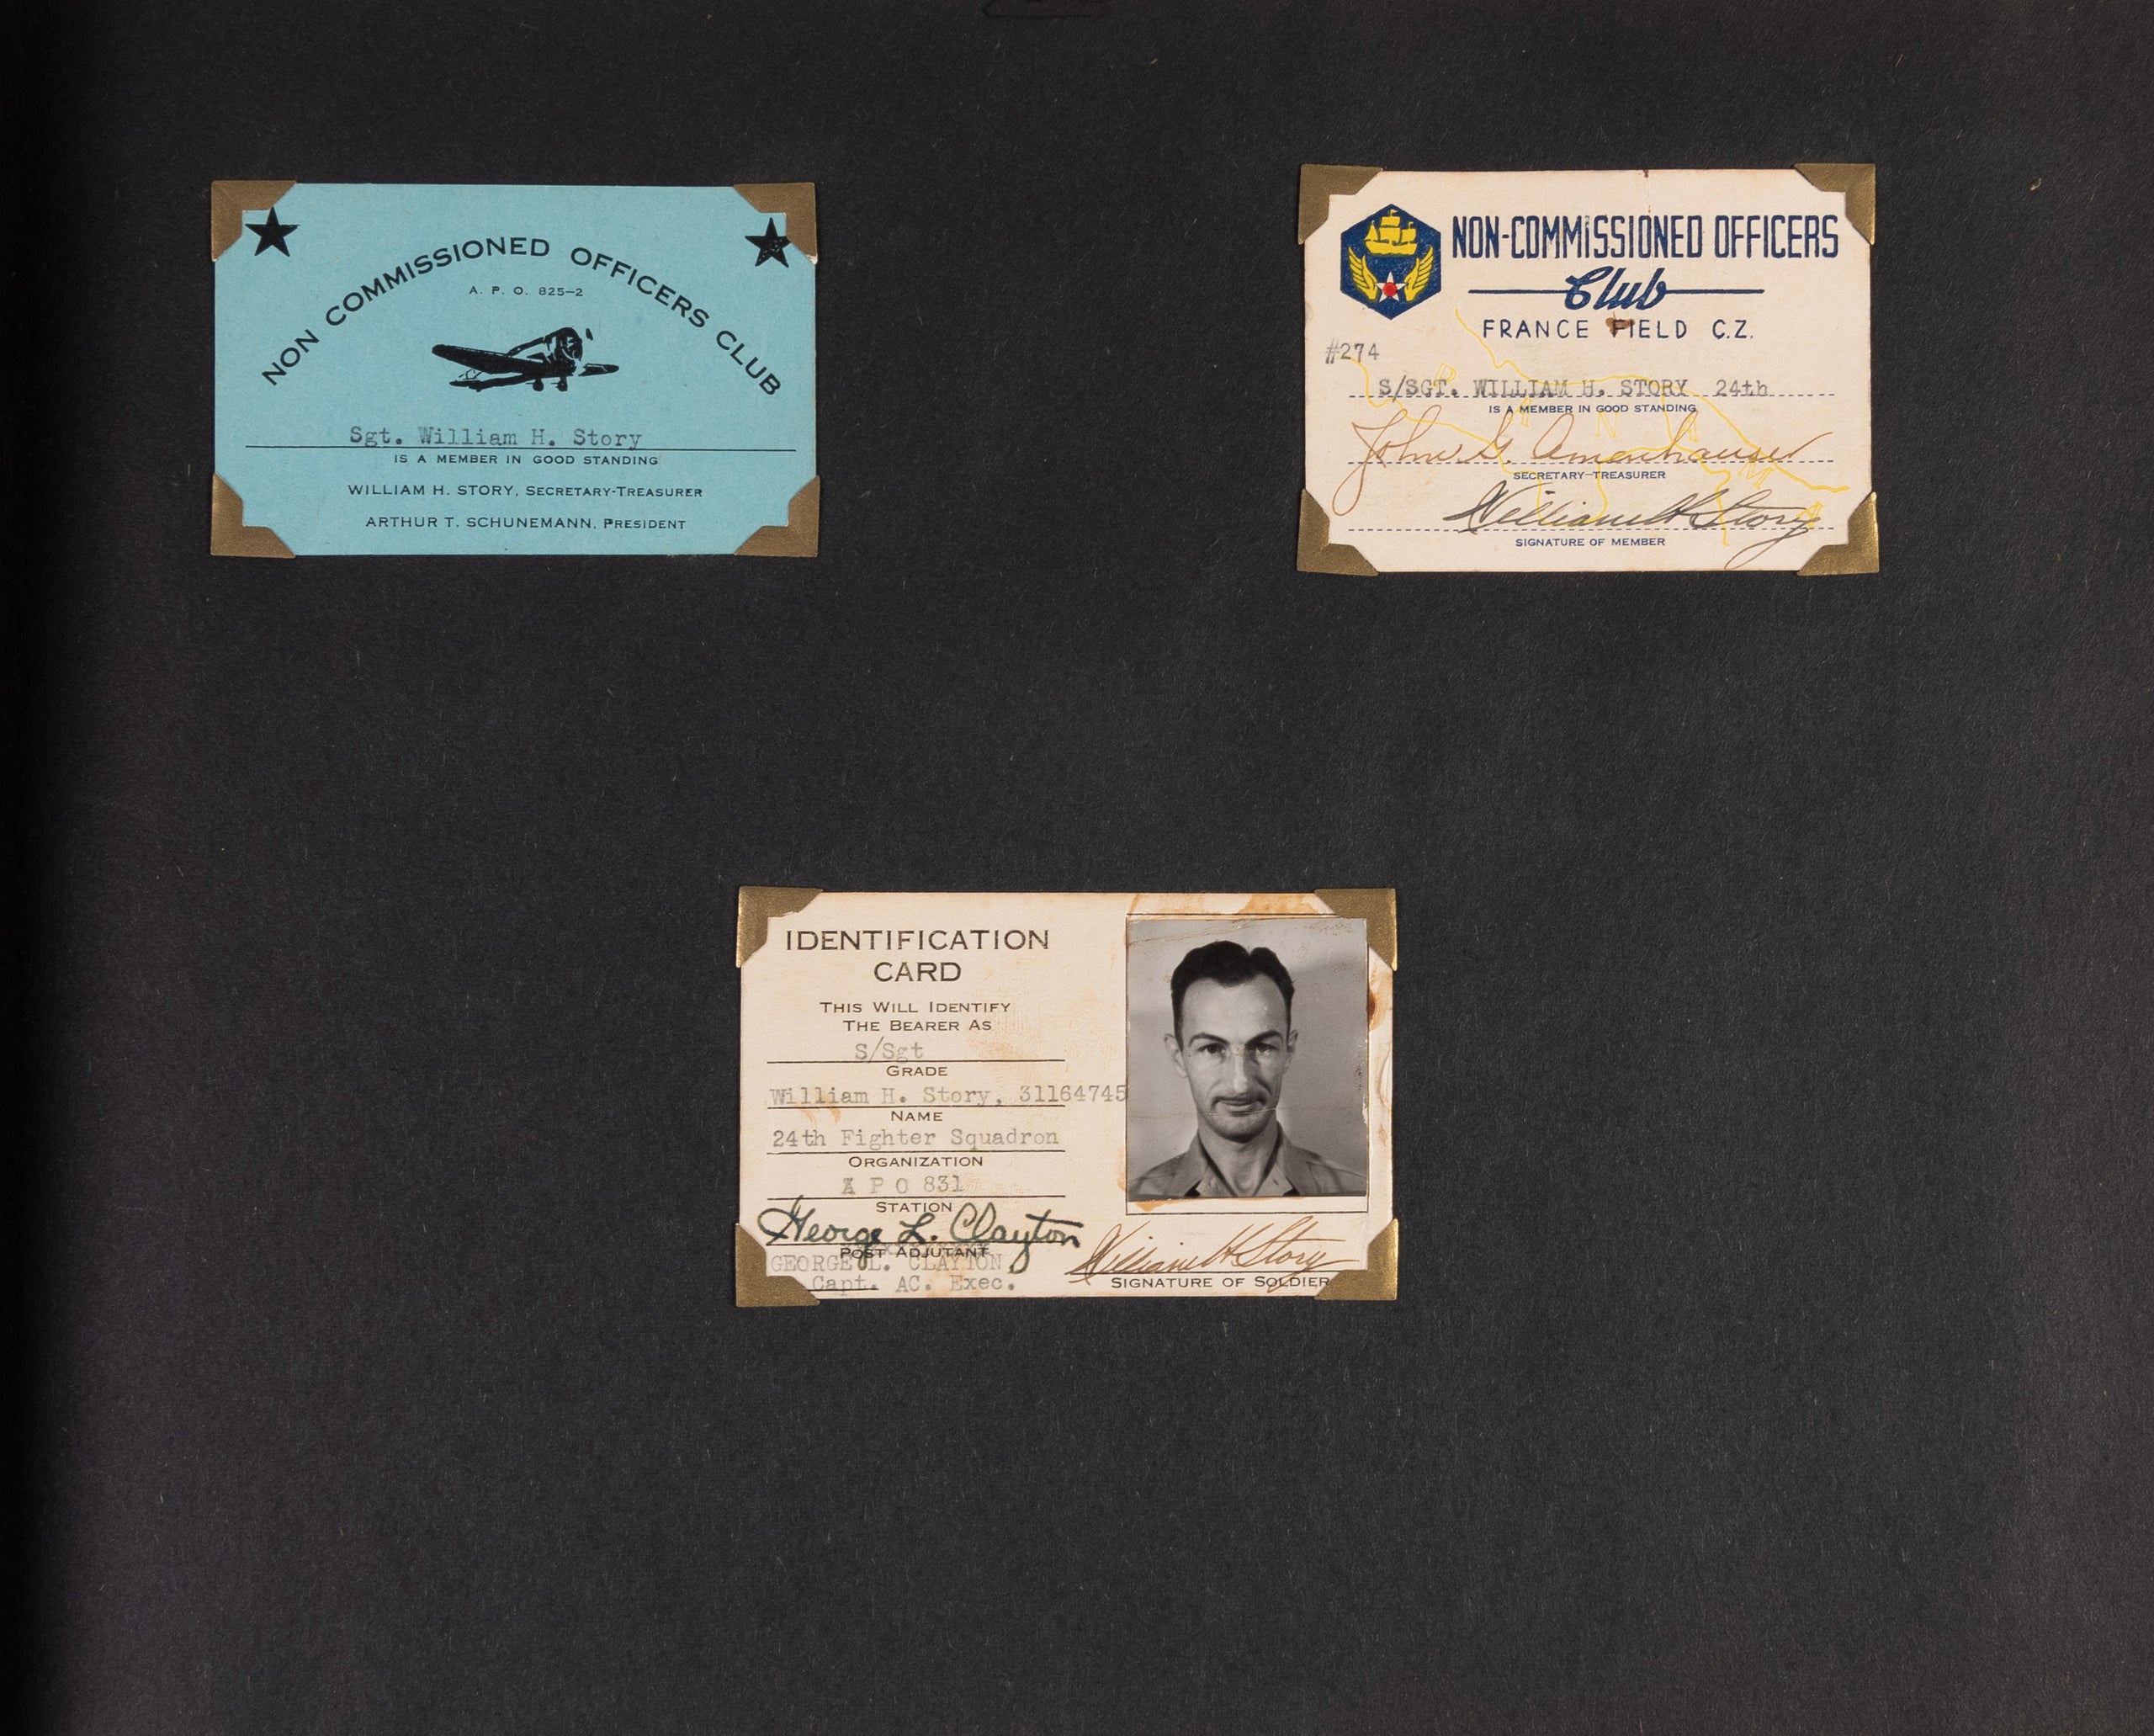 NON COMMISSIONED OFFICERS CLUB
A. P. O. 825-2
Sgt. William H. Story
IS A MEMBER IN GOOD STANDING
WILLIAM H. STORY, SECRETARY-TREASURER
ARTHUR T. SCHUNEMANN, PRESIDENT
NON-COMMISSIONED OFFICERS
Club
FRANCE FIELD C.Z.
#274
S/SGT. WILLIAM H. STORY 24th
IS A MEMBER IN GOOD STANDING
PANAMA
John G. Amenhauser
SECRETARY-TREASURER
William H Story
SIGNATURE OF MEMBER
IDENTIFICATION
CARD
THIS WILL IDENTIFY
THE BEARER AS
S/Sgt
GRADE
William H. Story, 31164745
NAME
24th Fighter Squadron
ORGANIZATION
A P O 831
STATION
George L. Clayton
POST ADJUTANT
GEORGE L. CLAYTON,
Capt. AC. Exec.
William H Story
SIGNATURE OF SOLDIER